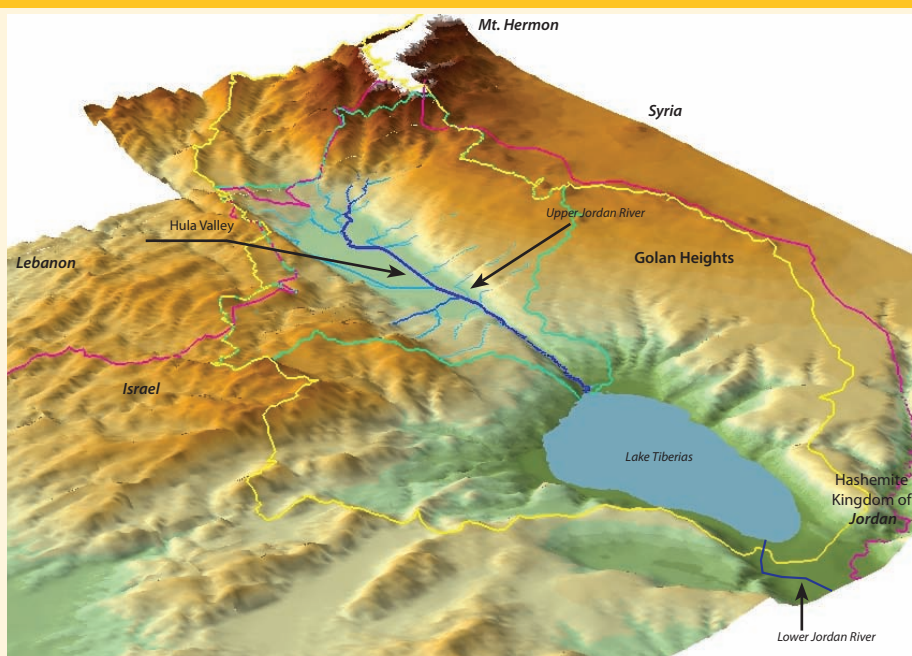 Mt. Hermon
Syria
Upper Jordan River
Hula Valley
Golan Heights
Lebanon
Israel
Lake Tiberias
Hashemite
Kingdom of
Jordan
Lower Jordan River